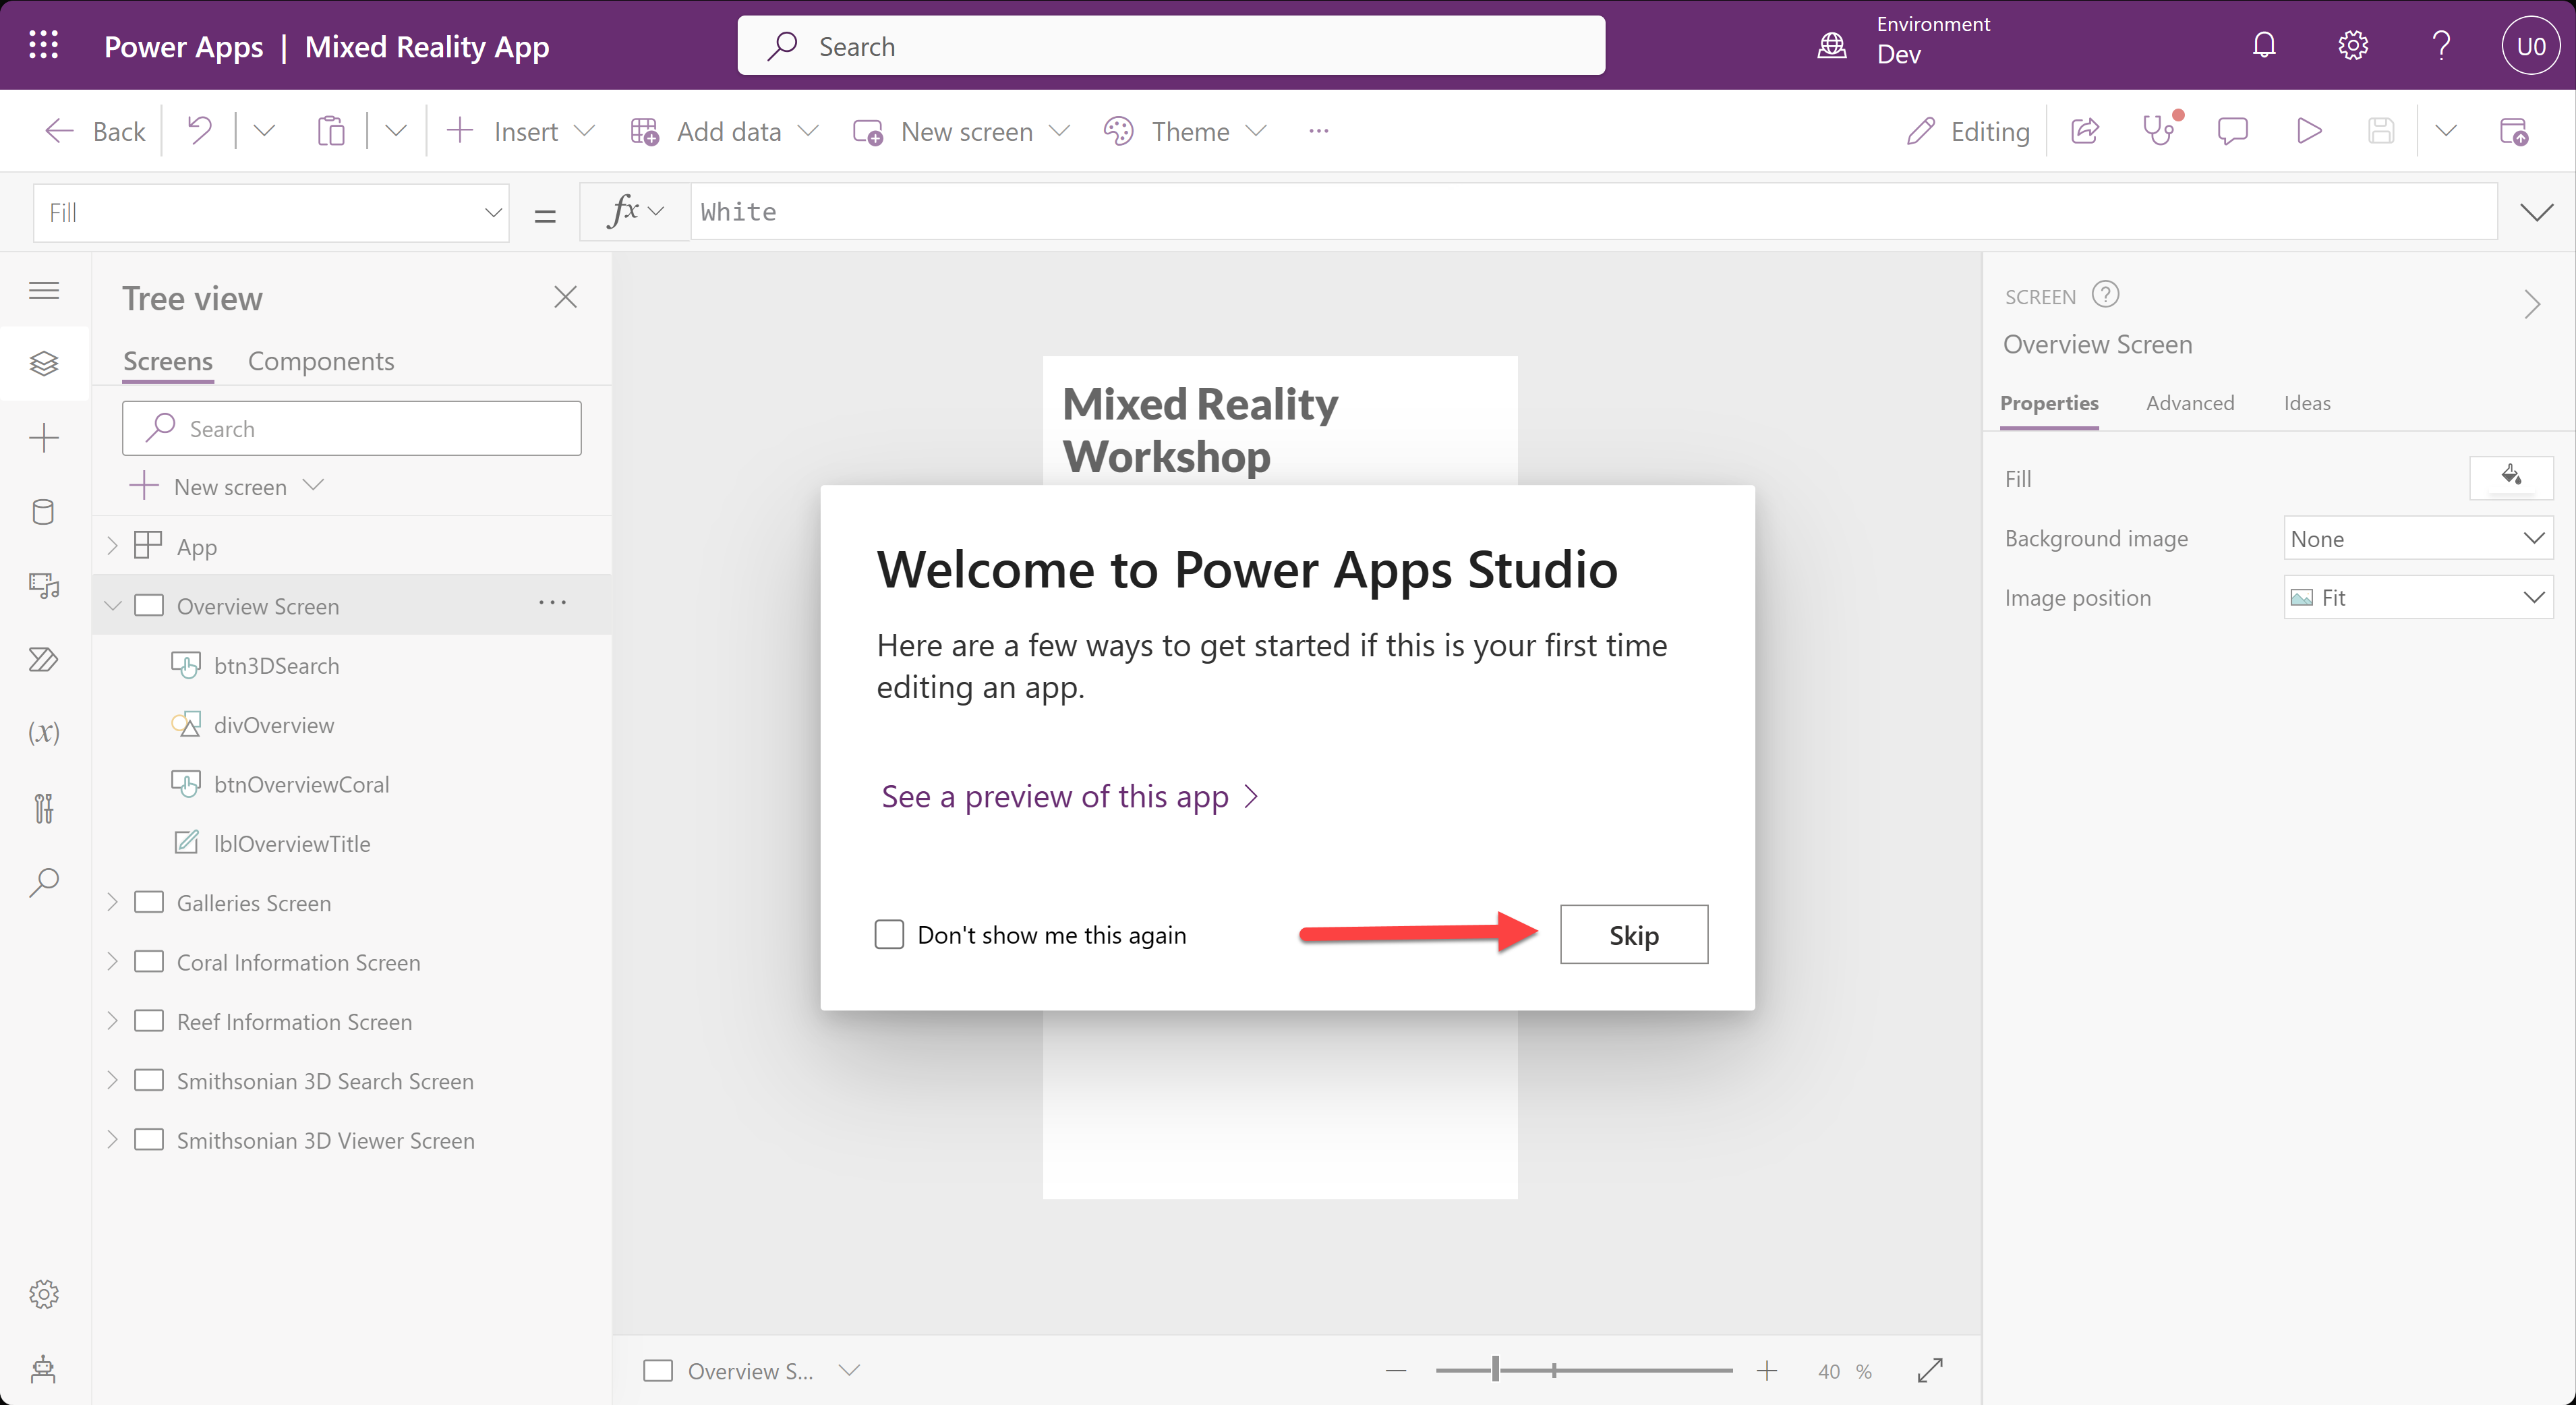 Power Apps | Mixed Reality App
Search
Environment
Dev
U0
Back
Insert
Add data
New screen
Theme
Editing
Fill
=
fx
White
Tree view
Screens
Components
Search
New screen
App
Overview Screen
btn3DSearch
divOverview
btnOverviewCoral
lblOverviewTitle
Galleries Screen
Coral Information Screen
Reef Information Screen
Smithsonian 3D Search Screen
Smithsonian 3D Viewer Screen
(x)
Mixed Reality
Workshop
Welcome to Power Apps Studio
Here are a few ways to get started if this is your first time
editing an app.
See a preview of this app
Don't show me this again
Skip
Overview S...
40 %
SCREEN
Overview Screen
Properties
Advanced
Ideas
Fill
Background image
None
Image position
Fit